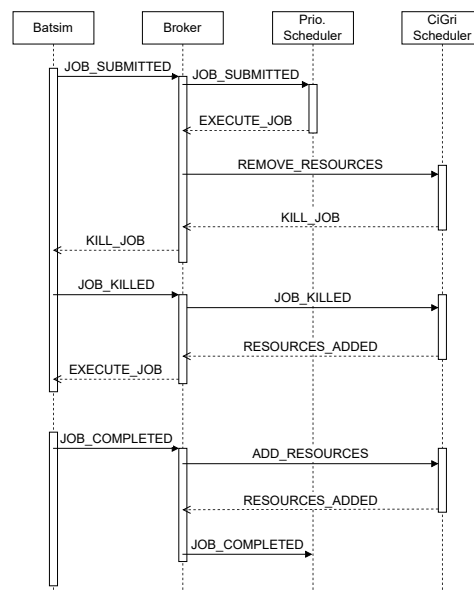 Batsim
Broker
Prio.
Scheduler
CiGri
Scheduler
JOB_SUBMITTED
JOB_SUBMITTED
EXECUTE_JOB
REMOVE_RESOURCES
KILL_JOB
KILL_JOB
JOB_KILLED
JOB_KILLED
RESOURCES_ADDED
EXECUTE_JOB
JOB_COMPLETED
ADD_RESOURCES
RESOURCES_ADDED
JOB_COMPLETED